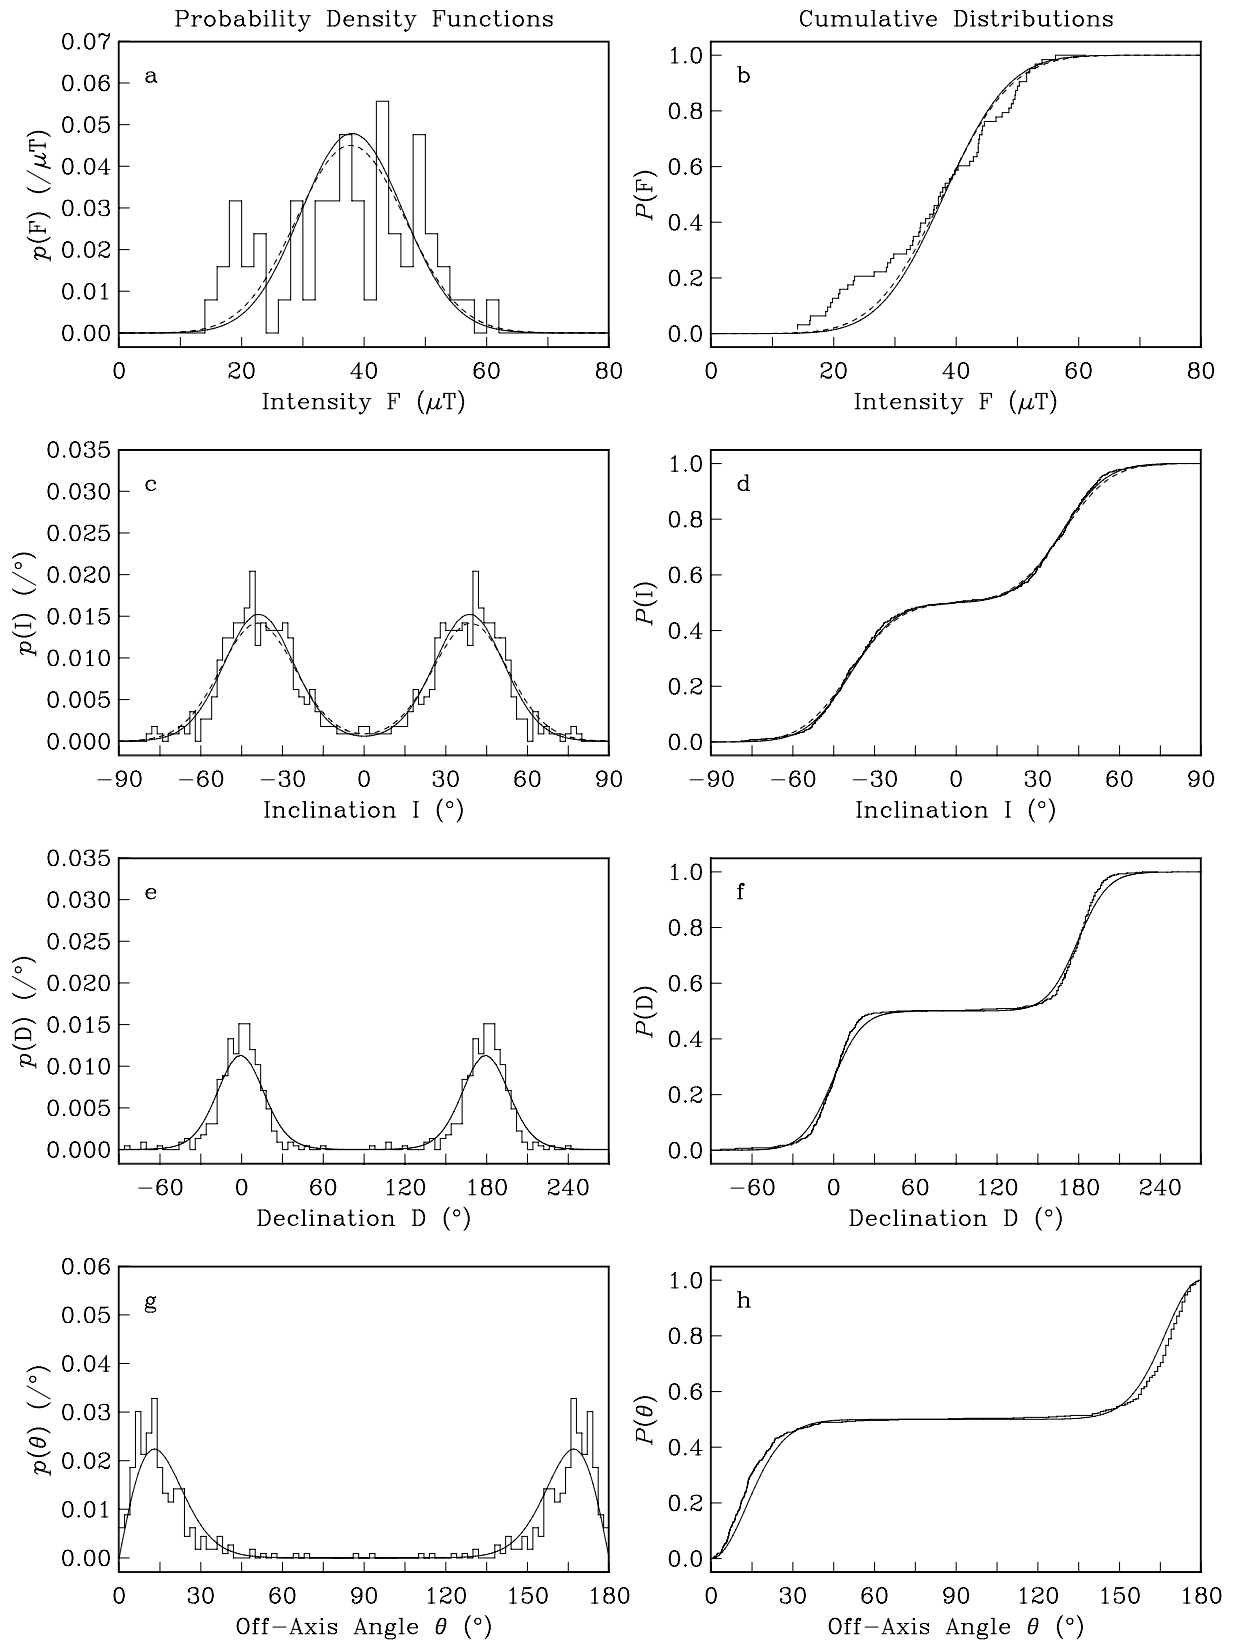 Probability Density Functions
Cumulative Distributions
a
p(F) (/μT)
0.07
0.06
0.05
0.04
0.03
0.02
0.01
0.00
0 20 40 60 80
Intensity F (μT)
b
P(F)
1.0
0.8
0.6
0.4
0.2
0.0
0 20 40 60 80
Intensity F (μT)
c
p(I) (/°)
0.035
0.030
0.025
0.020
0.015
0.010
0.005
0.000
−90 −60 −30 0 30 60 90
Inclination I (°)
d
P(I)
1.0
0.8
0.6
0.4
0.2
0.0
−90 −60 −30 0 30 60 90
Inclination I (°)
e
p(D) (/°)
0.035
0.030
0.025
0.020
0.015
0.010
0.005
0.000
−60 0 60 120 180 240
Declination D (°)
f
P(D)
1.0
0.8
0.6
0.4
0.2
0.0
−60 0 60 120 180 240
Declination D (°)
g
p(θ) (/°)
0.06
0.05
0.04
0.03
0.02
0.01
0.00
0 30 60 90 120 150 180
Off−Axis Angle θ (°)
h
P(θ)
1.0
0.8
0.6
0.4
0.2
0.0
0 30 60 90 120 150 180
Off−Axis Angle θ (°)